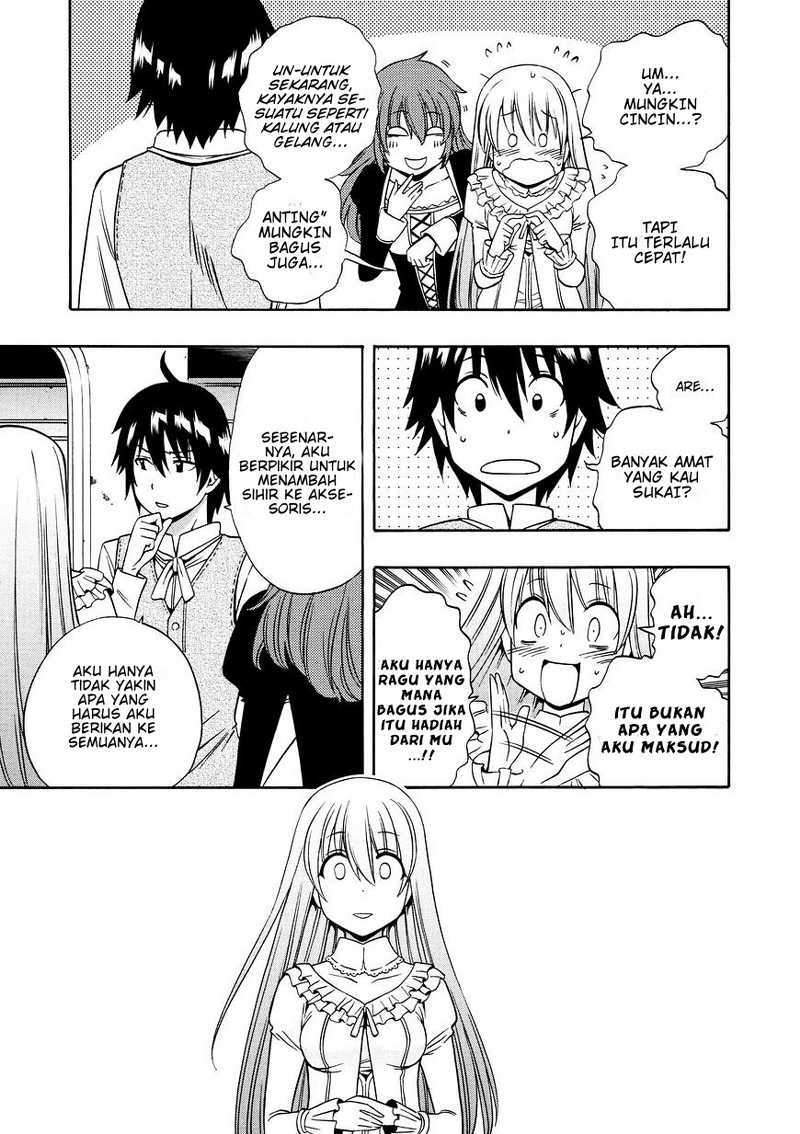 UM...
YA...
MUNGKIN
CINCIN...?
TAPI
ITU TERLALU
CEPAT!
UN-UNTUK
SEKARANG,
KAYAKNYA SE-
SUATU SEPERTI
KALUNG ATAU
GELANG...
ANTING"
MUNGKIN
BAGUS
JUGA...
ARE...
BANYAK AMAT
YANG KAU
SUKAI?
AH...
TIDAK!
ITU BUKAN
APA YANG
AKU MAKSUD!
AKU HANYA
RAGU YANG
MANA
BAGUS JIKA
ITU HADIAH
DARI MU
...!!
SEBENAR-
NYA, AKU
BERPIKIR UNTUK
MENAMBAH
SIHIR KE AKSE-
SORIS...
AKU HANYA
TIDAK YAKIN
APA YANG
HARUS AKU
BERIKAN KE
SEMUANYA...